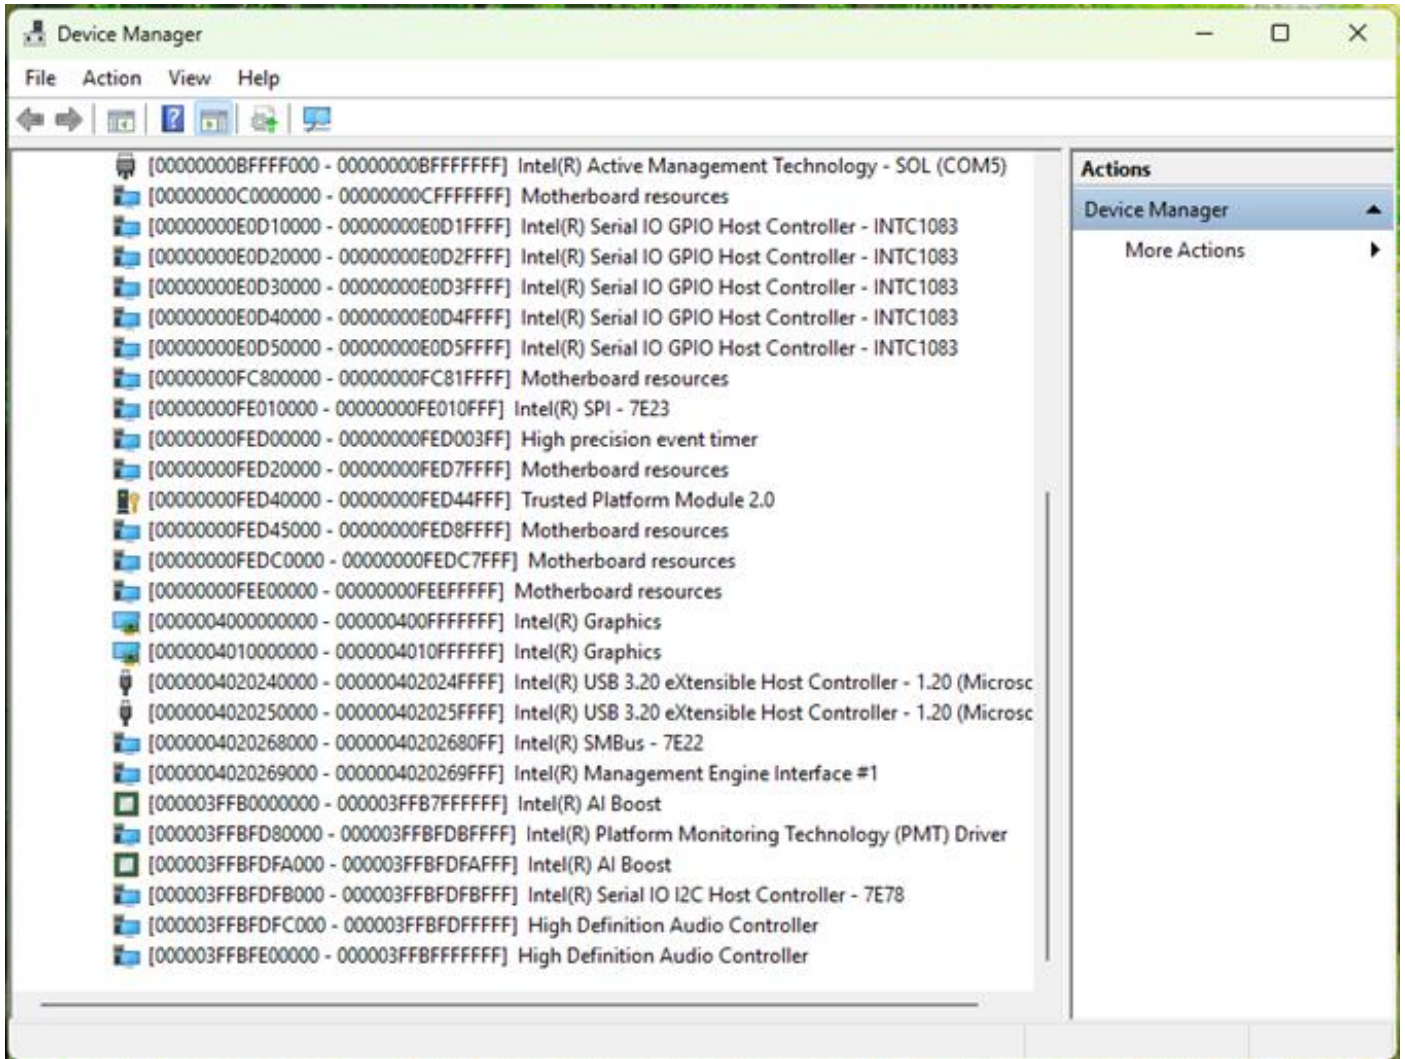 Device Manager
File Action View Help
[00000000BFFFF000 - 00000000BFFFFFFF] Intel(R) Active Management Technology - SOL (COM5)
[00000000C0000000 - 00000000CFFFFFFF] Motherboard resources
[00000000E0D10000 - 00000000E0D1FFFF] Intel(R) Serial IO GPIO Host Controller - INTC1083
[00000000E0D20000 - 00000000E0D2FFFF] Intel(R) Serial IO GPIO Host Controller - INTC1083
[00000000E0D30000 - 00000000E0D3FFFF] Intel(R) Serial IO GPIO Host Controller - INTC1083
[00000000E0D40000 - 00000000E0D4FFFF] Intel(R) Serial IO GPIO Host Controller - INTC1083
[00000000E0D50000 - 00000000E0D5FFFF] Intel(R) Serial IO GPIO Host Controller - INTC1083
[00000000FC800000 - 00000000FC81FFFF] Motherboard resources
[00000000FE010000 - 00000000FE010FFF] Intel(R) SPI - 7E23
[00000000FED00000 - 00000000FED003FF] High precision event timer
[00000000FED20000 - 00000000FED7FFFF] Motherboard resources
[00000000FED40000 - 00000000FED44FFF] Trusted Platform Module 2.0
[00000000FED45000 - 00000000FED8FFFF] Motherboard resources
[00000000FEDC0000 - 00000000FEDC7FFF] Motherboard resources
[00000000FEE00000 - 00000000FEEFFFFF] Motherboard resources
[0000004000000000 - 000000400FFFFFFF] Intel(R) Graphics
[0000004010000000 - 0000004010FFFFFF] Intel(R) Graphics
[0000004020240000 - 000000402024FFFF] Intel(R) USB 3.20 eXtensible Host Controller - 1.20 (Microsc
[0000004020250000 - 000000402025FFFF] Intel(R) USB 3.20 eXtensible Host Controller - 1.20 (Microsc
[0000004020268000 - 00000040202680FF] Intel(R) SMBus - 7E22
[0000004020269000 - 0000004020269FFF] Intel(R) Management Engine Interface #1
[000003FFB0000000 - 000003FFB7FFFFFF] Intel(R) AI Boost
[000003FFBFD80000 - 000003FFBFDBFFFF] Intel(R) Platform Monitoring Technology (PMT) Driver
[000003FFBFDFA000 - 000003FFBFDFAFFF] Intel(R) AI Boost
[000003FFBFDFB000 - 000003FFBFDFBFFF] Intel(R) Serial IO I2C Host Controller - 7E78
[000003FFBFDFC000 - 000003FFBFDFFFFF] High Definition Audio Controller
[000003FFBFE00000 - 000003FFBFFFFFFF] High Definition Audio Controller
Actions
Device Manager
More Actions